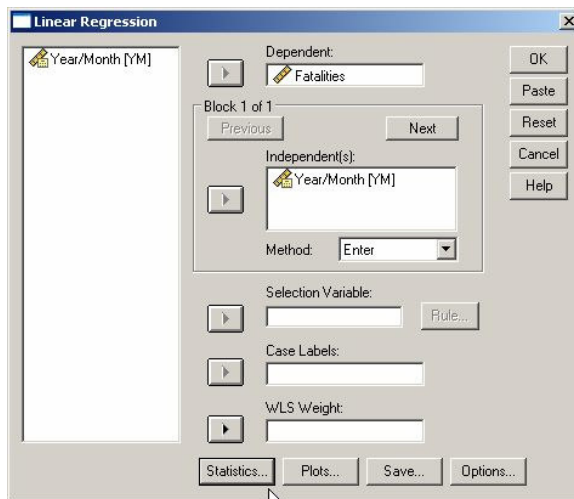 Linear Regression
Year/Month [YM]
Dependent:
Fatalities
Block 1 of 1
Previous
Next
Independent(s):
Year/Month [YM]
Method:
Enter
Selection Variable:
Rule...
Case Labels:
WLS Weight:
Statistics...
Plots...
Save...
Options...
OK
Paste
Reset
Cancel
Help